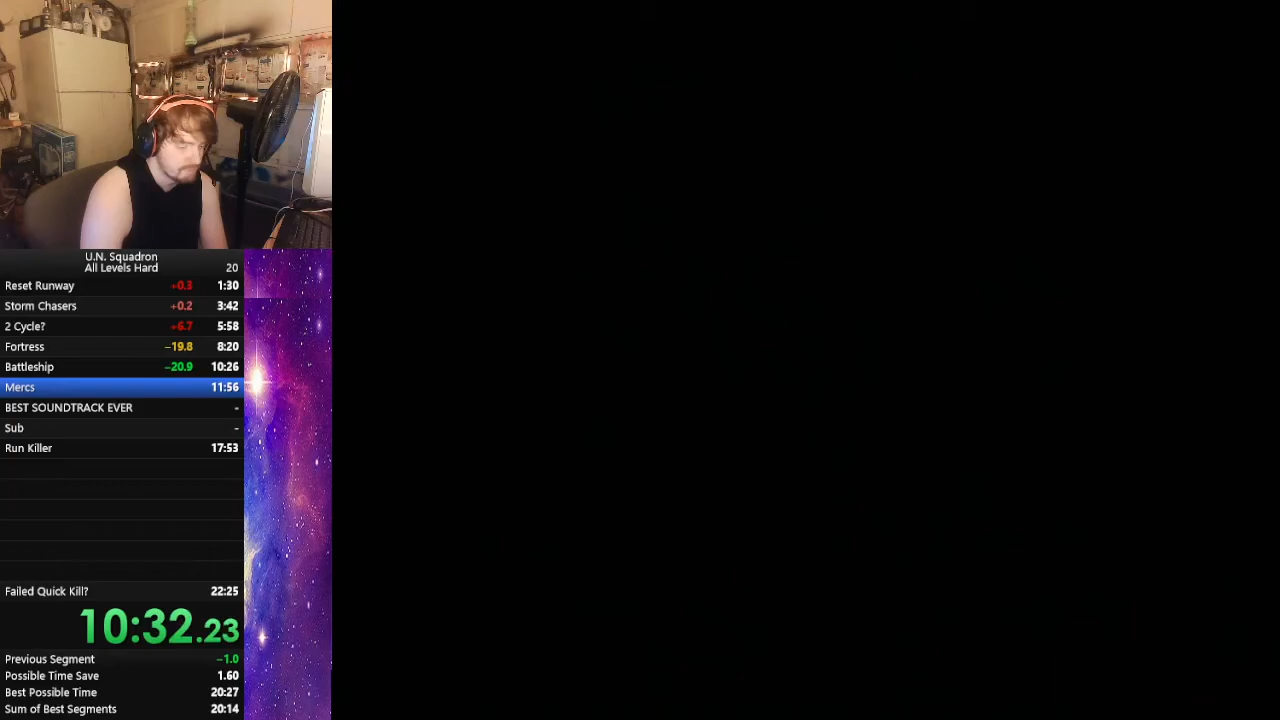 U.N. Squadron
All Levels Hard 20
Reset Runway +0.3 1:30
Storm Chasers +0.2 3:42
2 Cycle? +6.7 5:58
Fortress −19.8 8:20
Battleship −20.9 10:26
Mercs 11:56
BEST SOUNDTRACK EVER -
Sub -
Run Killer 17:53
Failed Quick Kill? 22:25
10:32.23
Previous Segment −1.0
Possible Time Save 1.60
Best Possible Time 20:27
Sum of Best Segments 20:14